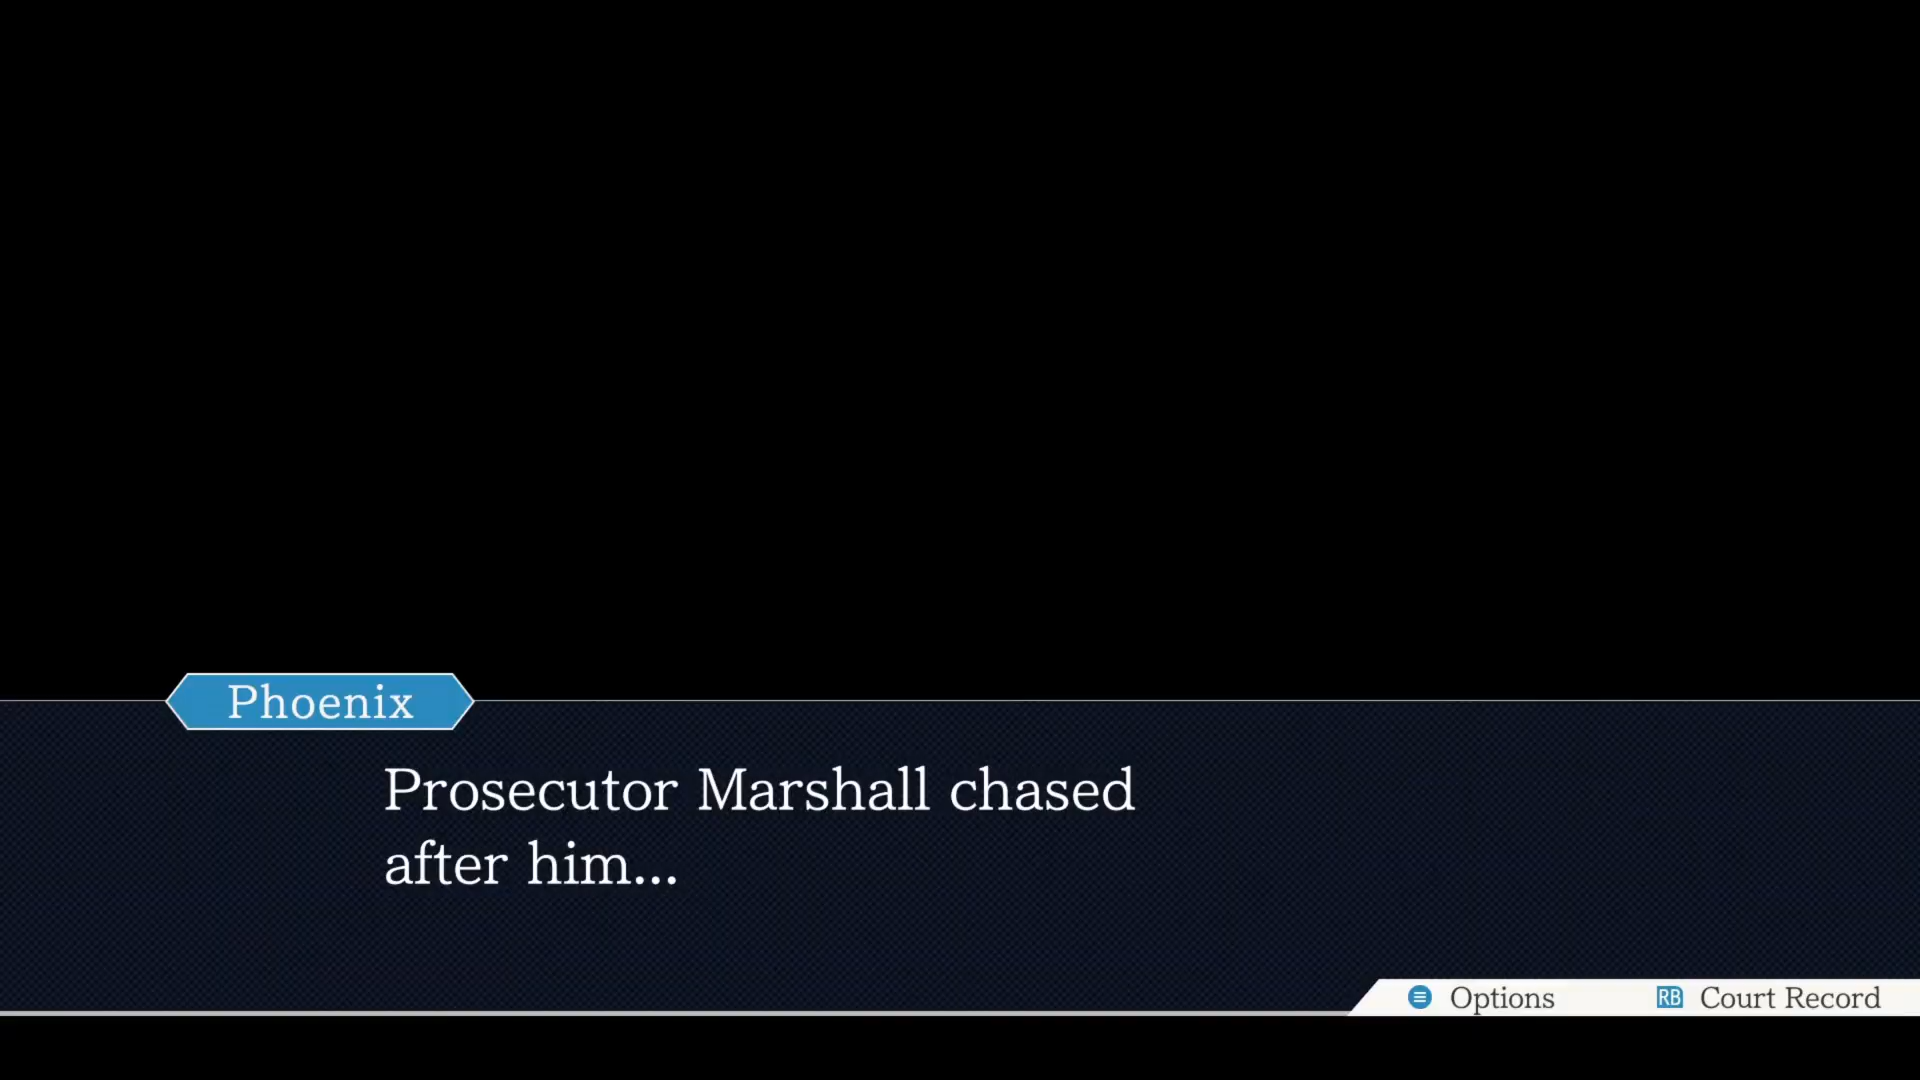 Phoenix
Prosecutor Marshall chased
after him...
Options
RB Court Record